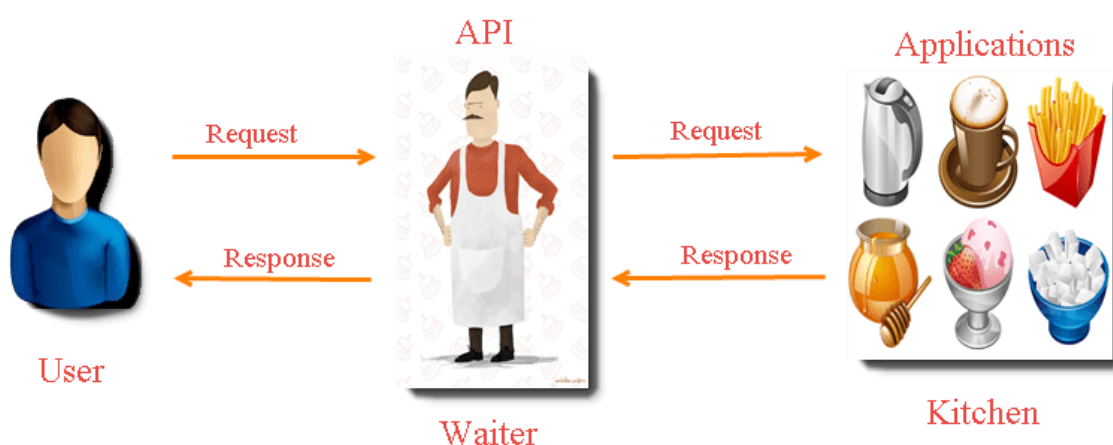 API
Applications
Request
Request
Response
Response
User
Waiter
Kitchen